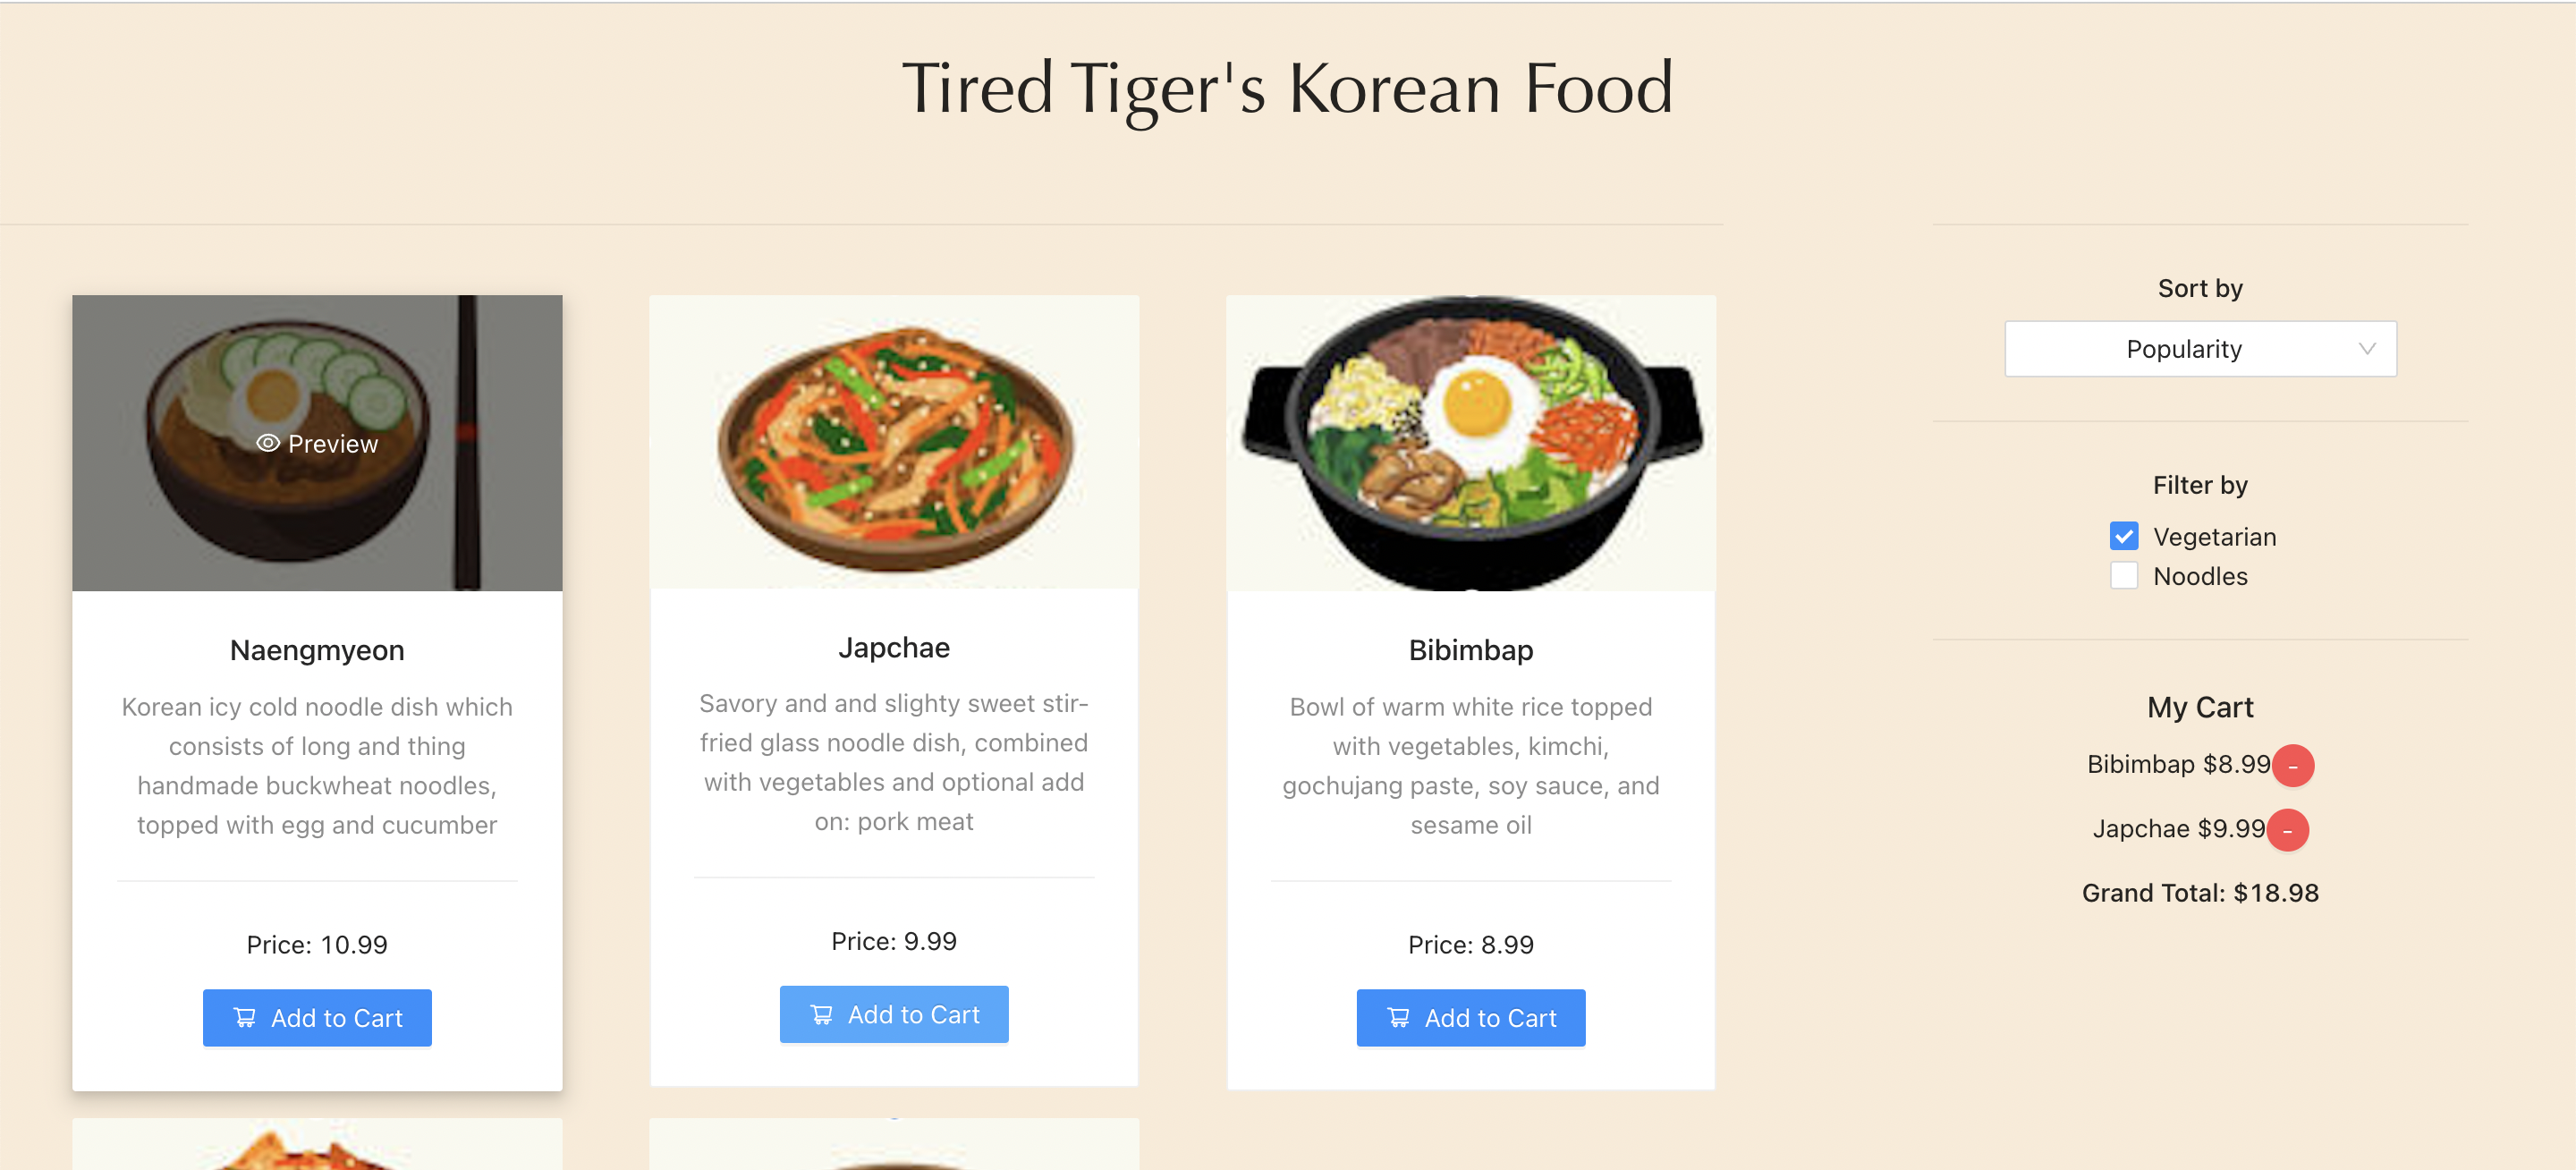 Tired Tiger's Korean Food
Preview
Naengmyeon
Korean icy cold noodle dish which
consists of long and thing
handmade buckwheat noodles,
topped with egg and cucumber
Price: 10.99
Add to Cart
Japchae
Savory and and slighty sweet stir-
fried glass noodle dish, combined
with vegetables and optional add
on: pork meat
Price: 9.99
Add to Cart
Bibimbap
Bowl of warm white rice topped
with vegetables, kimchi,
gochujang paste, soy sauce, and
sesame oil
Price: 8.99
Add to Cart
Sort by
Popularity
Filter by
Vegetarian
Noodles
My Cart
Bibimbap $8.99 -
Japchae $9.99 -
Grand Total: $18.98